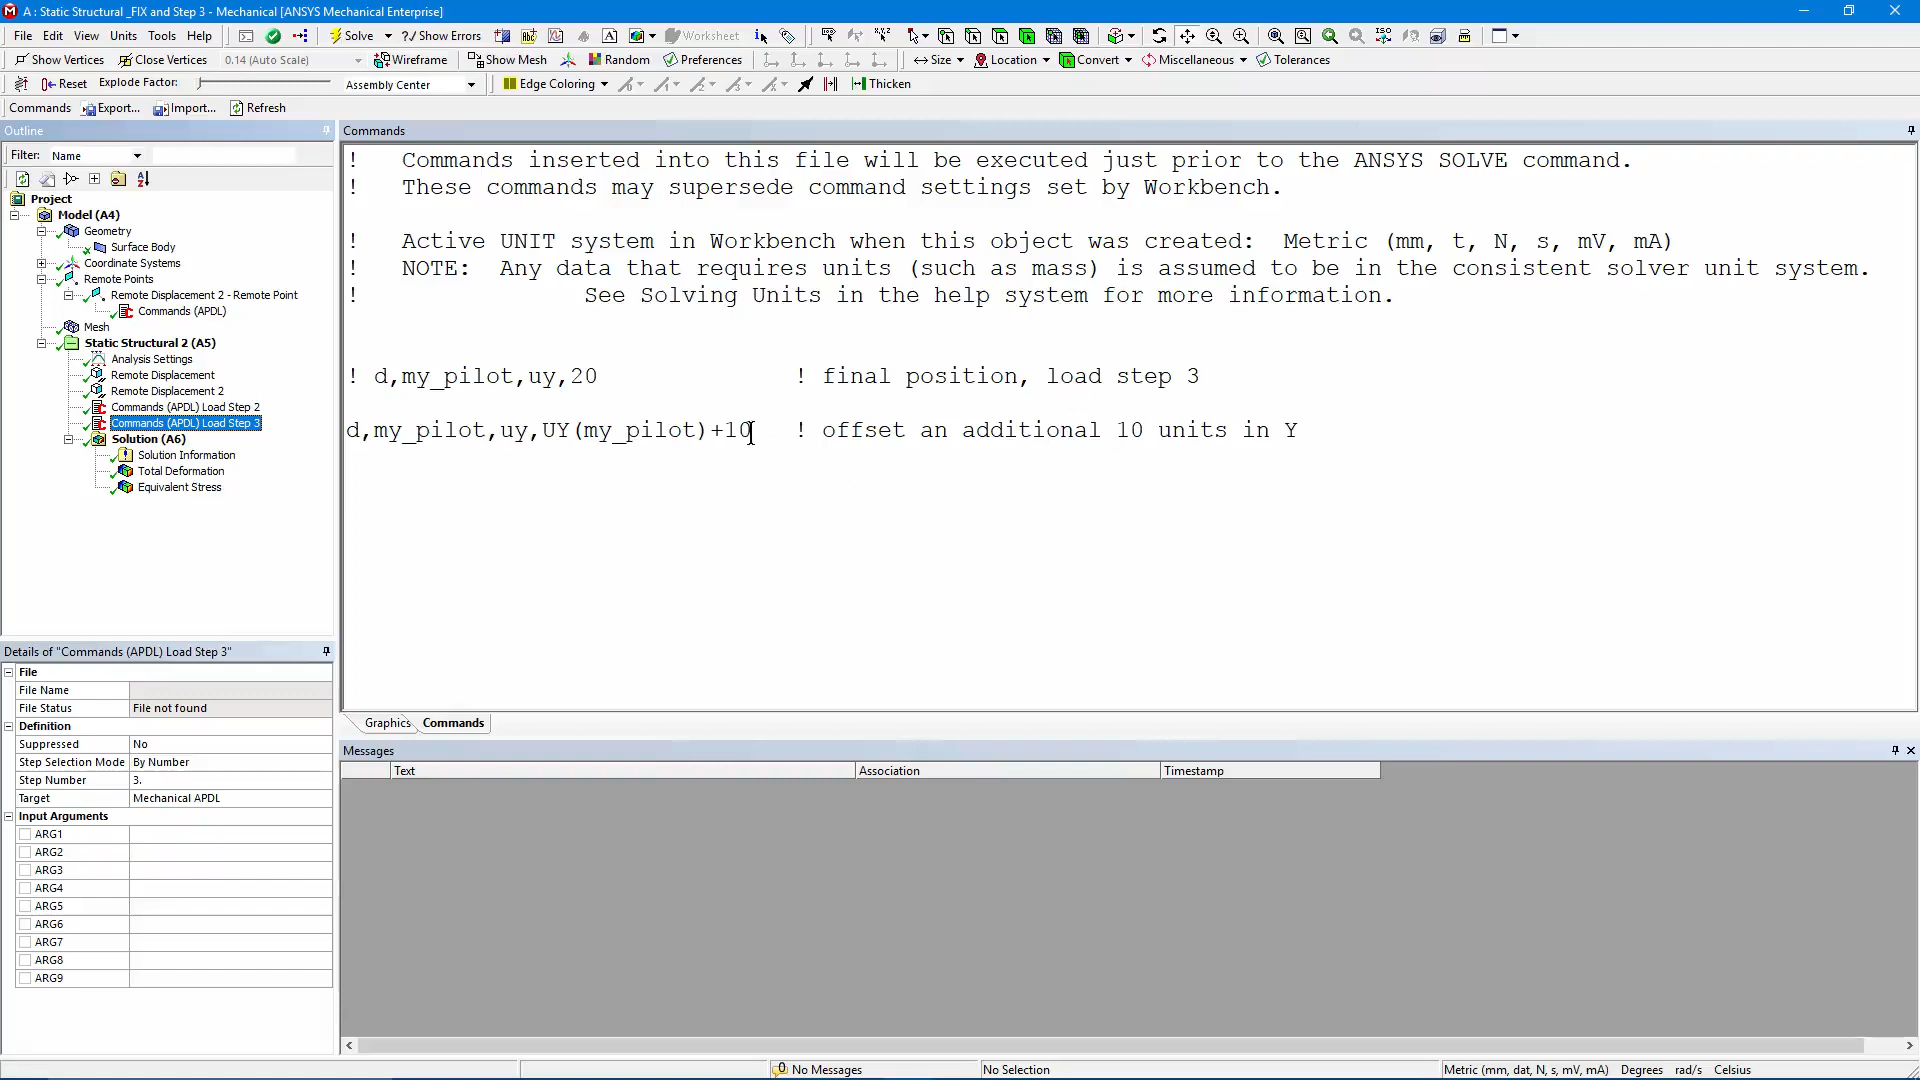 A : Static Structural _FIX and Step 3 - Mechanical [ANSYS Mechanical Enterprise]
File Edit View Units Tools Help Solve ?/ Show Errors Worksheet
Show Vertices Close Vertices 0.14 (Auto Scale) Wireframe Show Mesh Random Preferences Size Location Convert Miscellaneous Tolerances
Reset Explode Factor: Assembly Center Edge Coloring Thicken
Commands Export... Import... Refresh
Outline
Filter: Name
Project
Model (A4)
Geometry
Surface Body
Coordinate Systems
Remote Points
Remote Displacement 2 - Remote Point
Commands (APDL)
Mesh
Static Structural 2 (A5)
Analysis Settings
Remote Displacement
Remote Displacement 2
Commands (APDL) Load Step 2
Commands (APDL) Load Step 3
Solution (A6)
Solution Information
Total Deformation
Equivalent Stress
Details of "Commands (APDL) Load Step 3"
File
File Name
File Status File not found
Definition
Suppressed No
Step Selection Mode By Number
Step Number 3.
Target Mechanical APDL
Input Arguments
ARG1
ARG2
ARG3
ARG4
ARG5
ARG6
ARG7
ARG8
ARG9
Commands
! Commands inserted into this file will be executed just prior to the ANSYS SOLVE command.
! These commands may supersede command settings set by Workbench.
! Active UNIT system in Workbench when this object was created: Metric (mm, t, N, s, mV, mA)
! NOTE: Any data that requires units (such as mass) is assumed to be in the consistent solver unit system.
! See Solving Units in the help system for more information.
! d,my_pilot,uy,20 ! final position, load step 3
d,my_pilot,uy,UY(my_pilot)+10 ! offset an additional 10 units in Y
Graphics Commands
Messages
Text Association Timestamp
0 No Messages No Selection Metric (mm, dat, N, s, mV, mA) Degrees rad/s Celsius